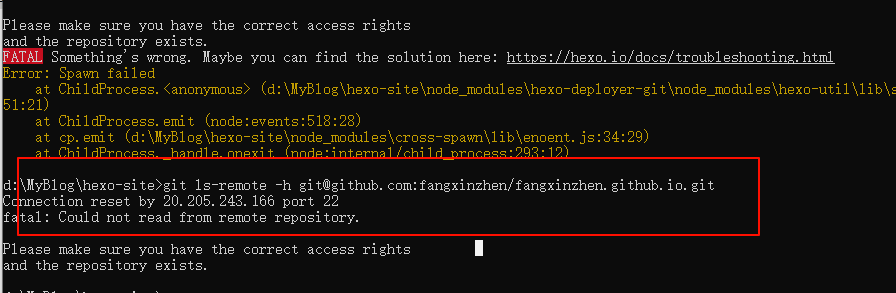 Please make sure you have the correct access rights
and the repository exists.
FATAL Something's wrong. Maybe you can find the solution here: https://hexo.io/docs/troubleshooting.html
Error: Spawn failed
at ChildProcess.<anonymous> (d:\MyBlog\hexo-site\node_modules\hexo-deployer-git\node_modules\hexo-util\lib\s
51:21)
at ChildProcess.emit (node:events:518:28)
at cp.emit (d:\MyBlog\hexo-site\node_modules\cross-spawn\lib\enoent.js:34:29)
at ChildProcess._handle.onexit (node:internal/child_process:293:12)
d:\MyBlog\hexo-site>git ls-remote -h git@github.com:fangxinzhen/fangxinzhen.github.io.git
Connection reset by 20.205.243.166 port 22
fatal: Could not read from remote repository.
Please make sure you have the correct access rights
and the repository exists.